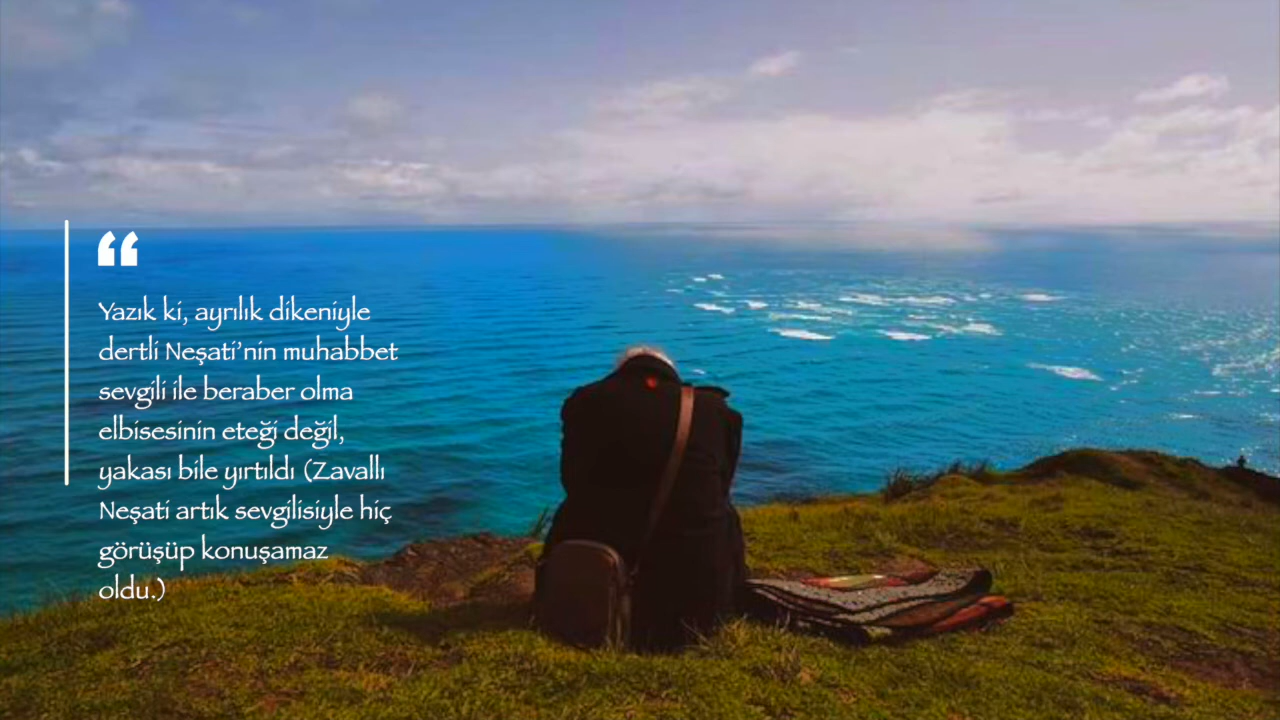 “
Yazık ki, ayrılık dikeniyle
dertli Neşati’nin muhabbet
sevgili ile beraber olma
elbisesinin eteği değil,
yakası bile yırtıldı (Zavallı
Neşati artık sevgilisiyle hiç
görüşüp konuşamaz
oldu.)